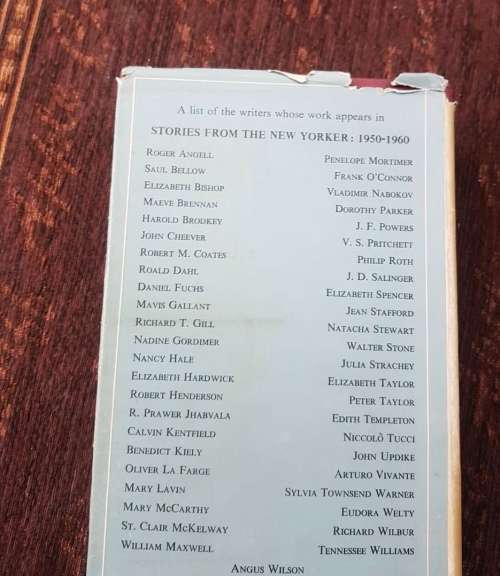 A list of the writers whose work appears in
STORIES FROM THE NEW YORKER: 1950-1960
ROGER ANGELL
SAUL BELLOW
ELIZABETH BISHOP
MAEVE BRENNAN
HAROLD BRODKEY
JOHN CHEEVER
ROBERT M. COATES
ROALD DAHL
DANIEL FUCHS
MAVIS GALLANT
RICHARD T. GILL
NADINE GORDIMER
NANCY HALE
ELIZABETH HARDWICK
ROBERT HENDERSON
R. PRAWER JHABVALA
CALVIN KENTFIELD
BENEDICT KIELY
OLIVER LA FARGE
MARY LAVIN
MARY MCCARTHY
ST. CLAIR MCKELWAY
WILLIAM MAXWELL
PENELOPE MORTIMER
FRANK O'CONNOR
VLADIMIR NABOKOV
DOROTHY PARKER
J. F. POWERS
V. S. PRITCHETT
PHILIP ROTH
J. D. SALINGER
ELIZABETH SPENCER
JEAN STAFFORD
NATACHA STEWART
WALTER STONE
JULIA STRACHEY
ELIZABETH TAYLOR
PETER TAYLOR
EDITH TEMPLETON
NICCOLÒ TUCCI
JOHN UPDIKE
ARTURO VIVANTE
SYLVIA TOWNSEND WARNER
EUDORA WELTY
RICHARD WILBUR
TENNESSEE WILLIAMS
ANGUS WILSON